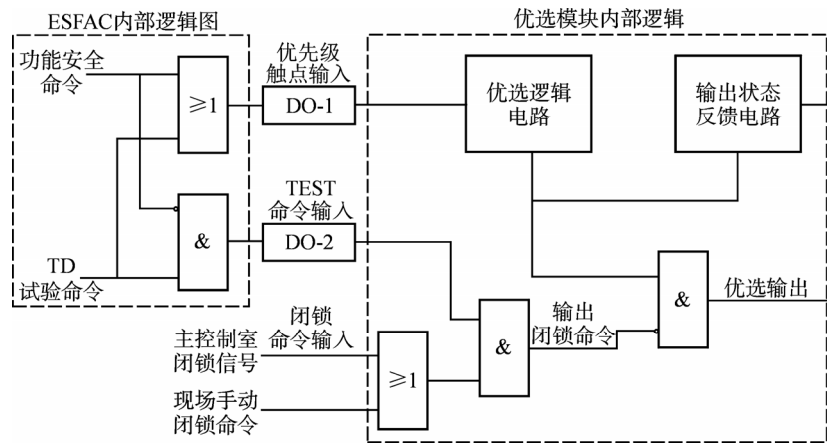 ESFAC内部逻辑图
优选模块内部逻辑
功能安全
命令
≥1
优先级
触点输入
DO-1
优选逻辑
电路
输出状态
反馈电路
TEST
命令输入
DO-2
&
TD
试验命令
&
优选输出
闭锁
命令输入
主控制室
闭锁信号
&
输出
闭锁命令
≥1
现场手动
闭锁命令